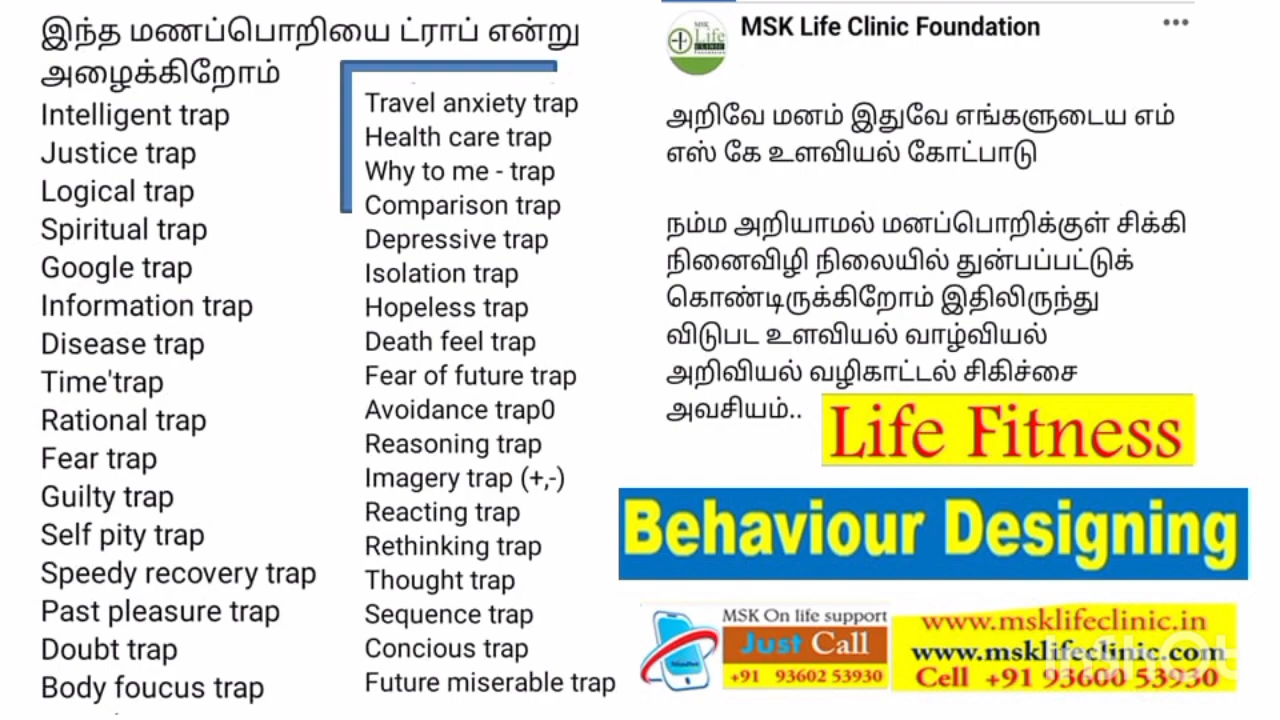 இந்த மணப்பொறியை ட்ராப் என்று
அழைக்கிறோம்
Intelligent trap
Justice trap
Logical trap
Spiritual trap
Google trap
Information trap
Disease trap
Time'trap
Rational trap
Fear trap
Guilty trap
Self pity trap
Speedy recovery trap
Past pleasure trap
Doubt trap
Body foucus trap
Travel anxiety trap
Health care trap
Why to me - trap
Comparison trap
Depressive trap
Isolation trap
Hopeless trap
Death feel trap
Fear of future trap
Avoidance trap0
Reasoning trap
Imagery trap (+,-)
Reacting trap
Rethinking trap
Thought trap
Sequence trap
Concious trap
Future miserable trap
MSK Life Clinic Foundation
MSK
Life
CLINIC
அறிவே மனம் இதுவே எங்களுடைய எம்
எஸ் கே உளவியல் கோட்பாடு
நம்ம அறியாமல் மனப்பொறிக்குள் சிக்கி
நினைவிழி நிலையில் துன்பப்பட்டுக்
கொண்டிருக்கிறோம் இதிலிருந்து
விடுபட உளவியல் வாழ்வியல்
அறிவியல் வழிகாட்டல் சிகிச்சை
அவசியம்..
Life Fitness
Behaviour Designing
MSK On life support
Just Call
+91 93602 53930
www.msklifeclinic.in
www.msklifeclinic.com
Cell +91 93600 53930